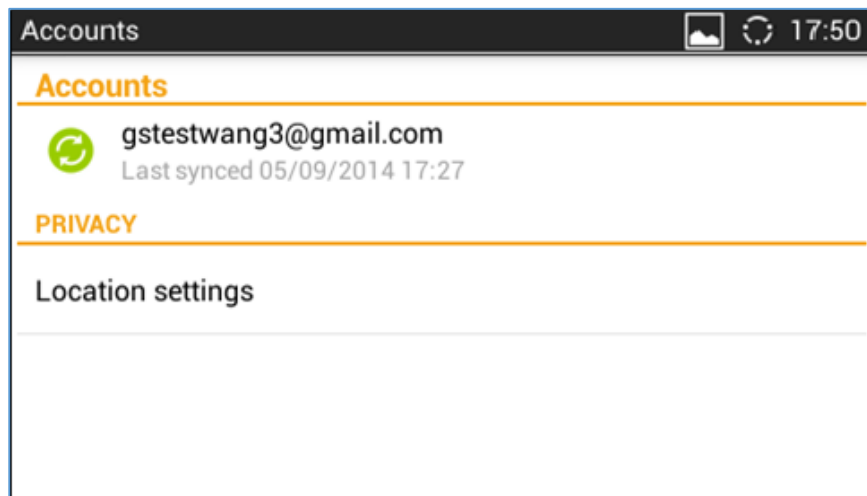 Accounts
17:50
Accounts
gstestwang3@gmail.com
Last synced 05/09/2014 17:27
PRIVACY
Location settings